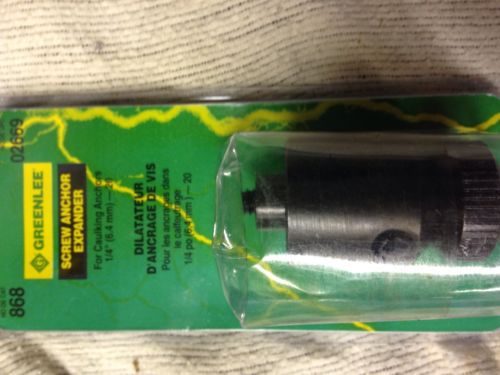 02669
GREENLEE
SCREW ANCHOR
EXPANDER
For Caulking Anchors
1/4" (6.4 mm)—20
DILATATEUR
D'ANCRAGE DE VIS
Pour les ancrages dans
le calfeutrage
1/4 po (6.4 mm)—20
868